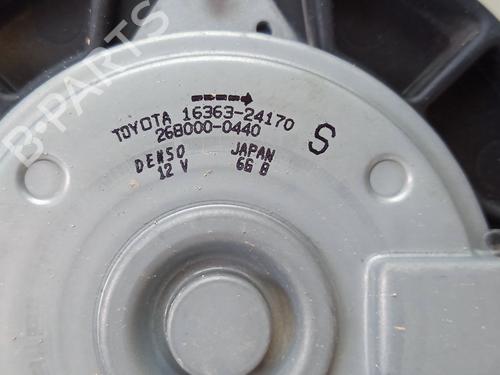 B-PARTS
TOYOTA 16363-24170
268000-0440
S
DENSO JAPAN
12 V 6G 8